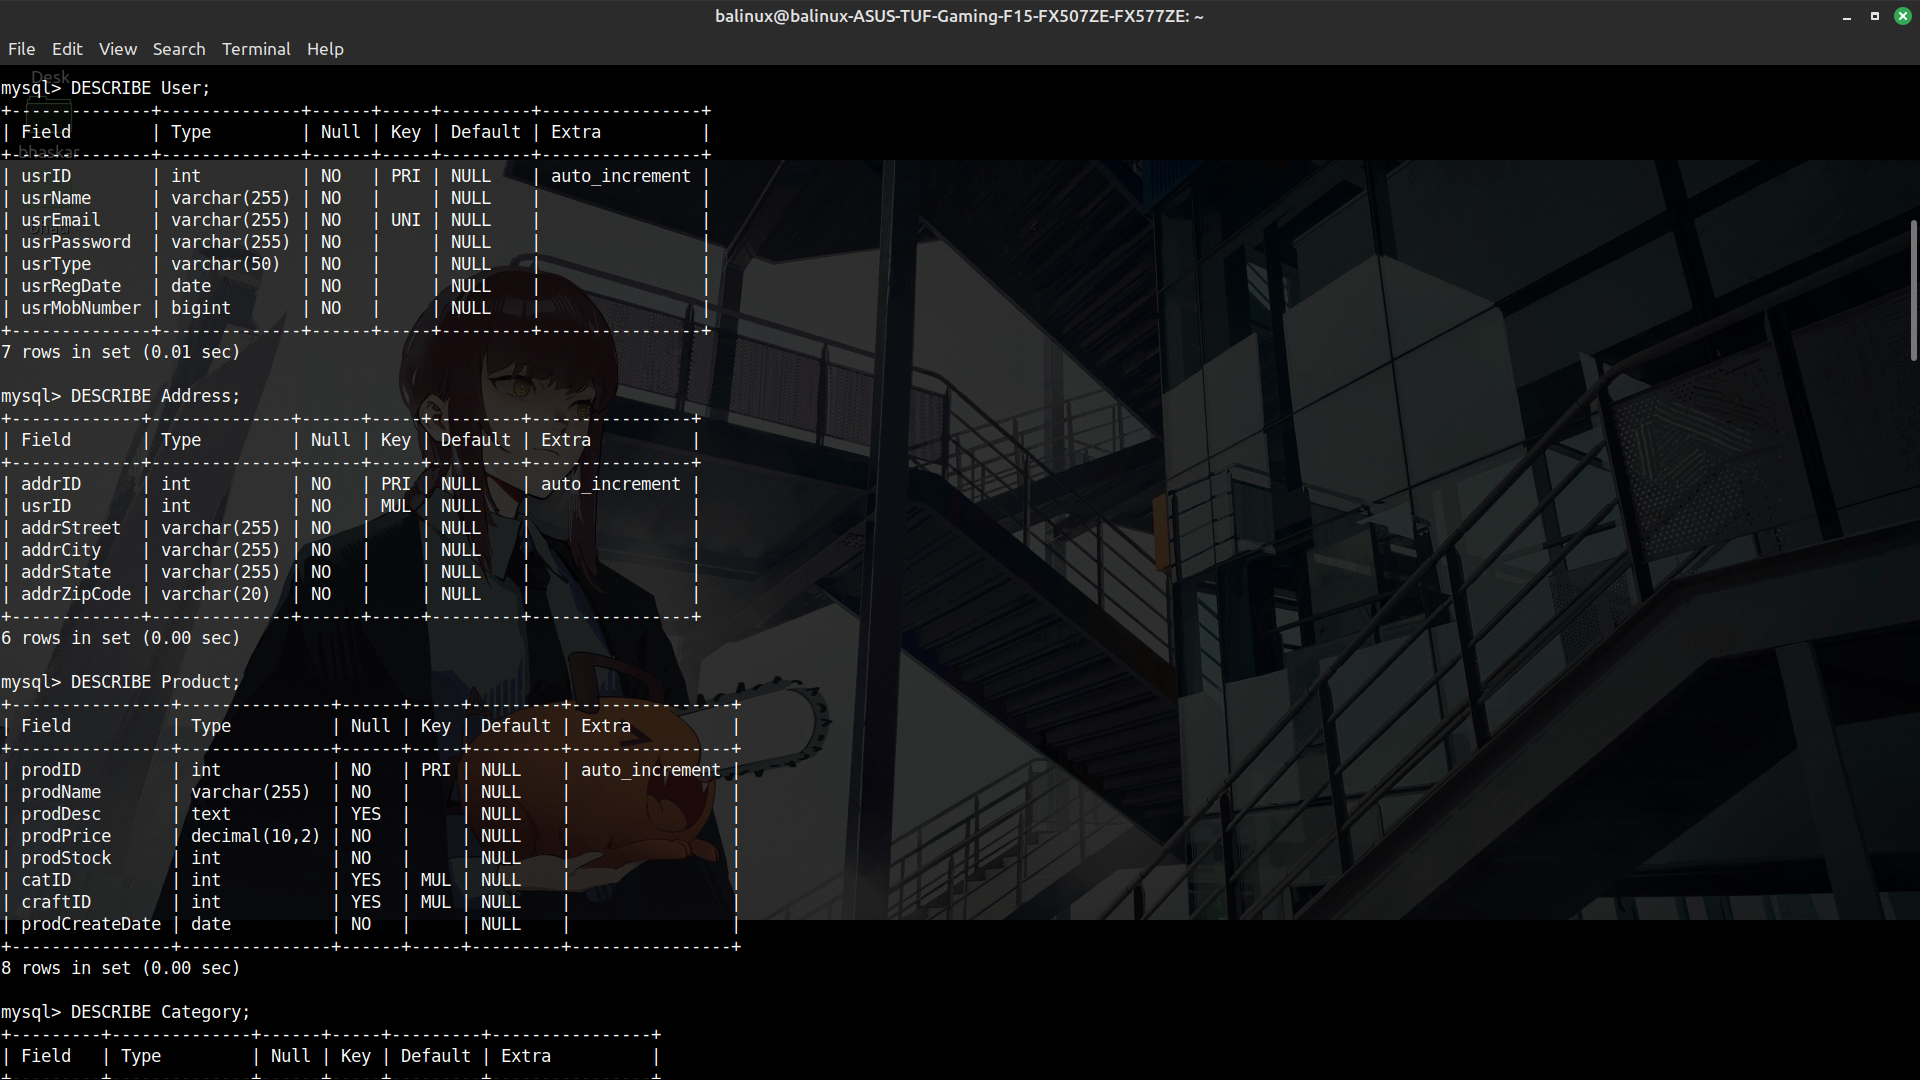 balinux@balinux-ASUS-TUF-Gaming-F15-FX507ZE-FX577ZE: ~
File Edit View Search Terminal Help
Desk
mysql> DESCRIBE User;
+--------------+--------------+------+-----+---------+----------------+
| Field        | Type         | Null | Key | Default | Extra          |
bhaskar
+--------------+--------------+------+-----+---------+----------------+
| usrID        | int          | NO   | PRI | NULL    | auto_increment |
| usrName      | varchar(255) | NO   |     | NULL    |                |
| usrEmail     | varchar(255) | NO   | UNI | NULL    |                |
| usrPassword  | varchar(255) | NO   |     | NULL    |                |
| usrType      | varchar(50)  | NO   |     | NULL    |                |
| usrRegDate   | date         | NO   |     | NULL    |                |
| usrMobNumber | bigint       | NO   |     | NULL    |                |
+--------------+--------------+------+-----+---------+----------------+
7 rows in set (0.01 sec)
mysql> DESCRIBE Address;
+-------------+--------------+------+-----+---------+----------------+
| Field       | Type         | Null | Key | Default | Extra          |
+-------------+--------------+------+-----+---------+----------------+
| addrID      | int          | NO   | PRI | NULL    | auto_increment |
| usrID       | int          | NO   | MUL | NULL    |                |
| addrStreet  | varchar(255) | NO   |     | NULL    |                |
| addrCity    | varchar(255) | NO   |     | NULL    |                |
| addrState   | varchar(255) | NO   |     | NULL    |                |
| addrZipCode | varchar(20)  | NO   |     | NULL    |                |
+-------------+--------------+------+-----+---------+----------------+
6 rows in set (0.00 sec)
mysql> DESCRIBE Product;
+----------------+---------------+------+-----+---------+----------------+
| Field          | Type          | Null | Key | Default | Extra          |
+----------------+---------------+------+-----+---------+----------------+
| prodID         | int           | NO   | PRI | NULL    | auto_increment |
| prodName       | varchar(255)  | NO   |     | NULL    |                |
| prodDesc       | text          | YES  |     | NULL    |                |
| prodPrice      | decimal(10,2) | NO   |     | NULL    |                |
| prodStock      | int           | NO   |     | NULL    |                |
| catID          | int           | YES  | MUL | NULL    |                |
| craftID        | int           | YES  | MUL | NULL    |                |
| prodCreateDate | date          | NO   |     | NULL    |                |
+----------------+---------------+------+-----+---------+----------------+
8 rows in set (0.00 sec)
mysql> DESCRIBE Category;
+---------+--------------+------+-----+---------+----------------+
| Field   | Type         | Null | Key | Default | Extra          |
+---------+--------------+------+-----+---------+----------------+